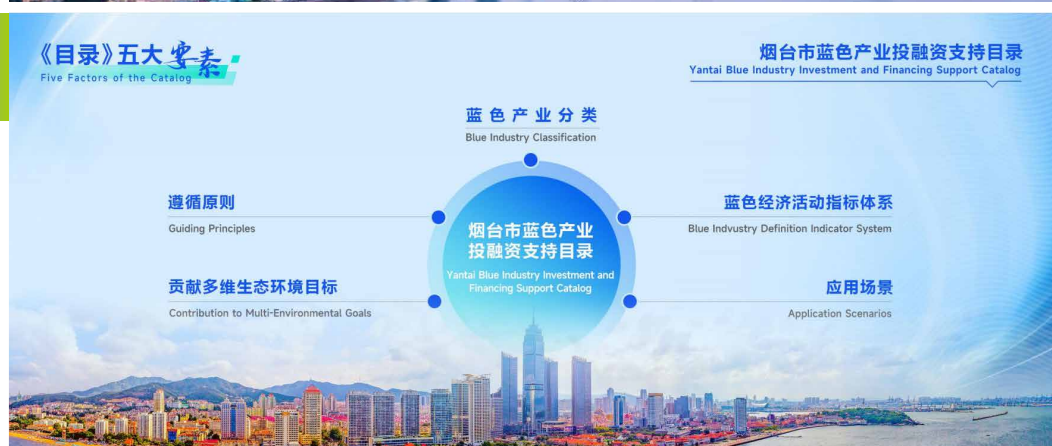 《目录》五大要素
Five Factors of the Catalog
烟台市蓝色产业投融资支持目录
Yantai Blue Industry Investment and Financing Support Catalog
蓝色产业分类
Blue Industry Classification
遵循原则
Guiding Principles
蓝色经济活动指标体系
Blue Indvustry Definition Indicator System
烟台市蓝色产业
投融资支持目录
Yantai Blue Industry Investment and
Financing Support Catalog
贡献多维生态环境目标
Contribution to Multi-Environmental Goals
应用场景
Application Scenarios